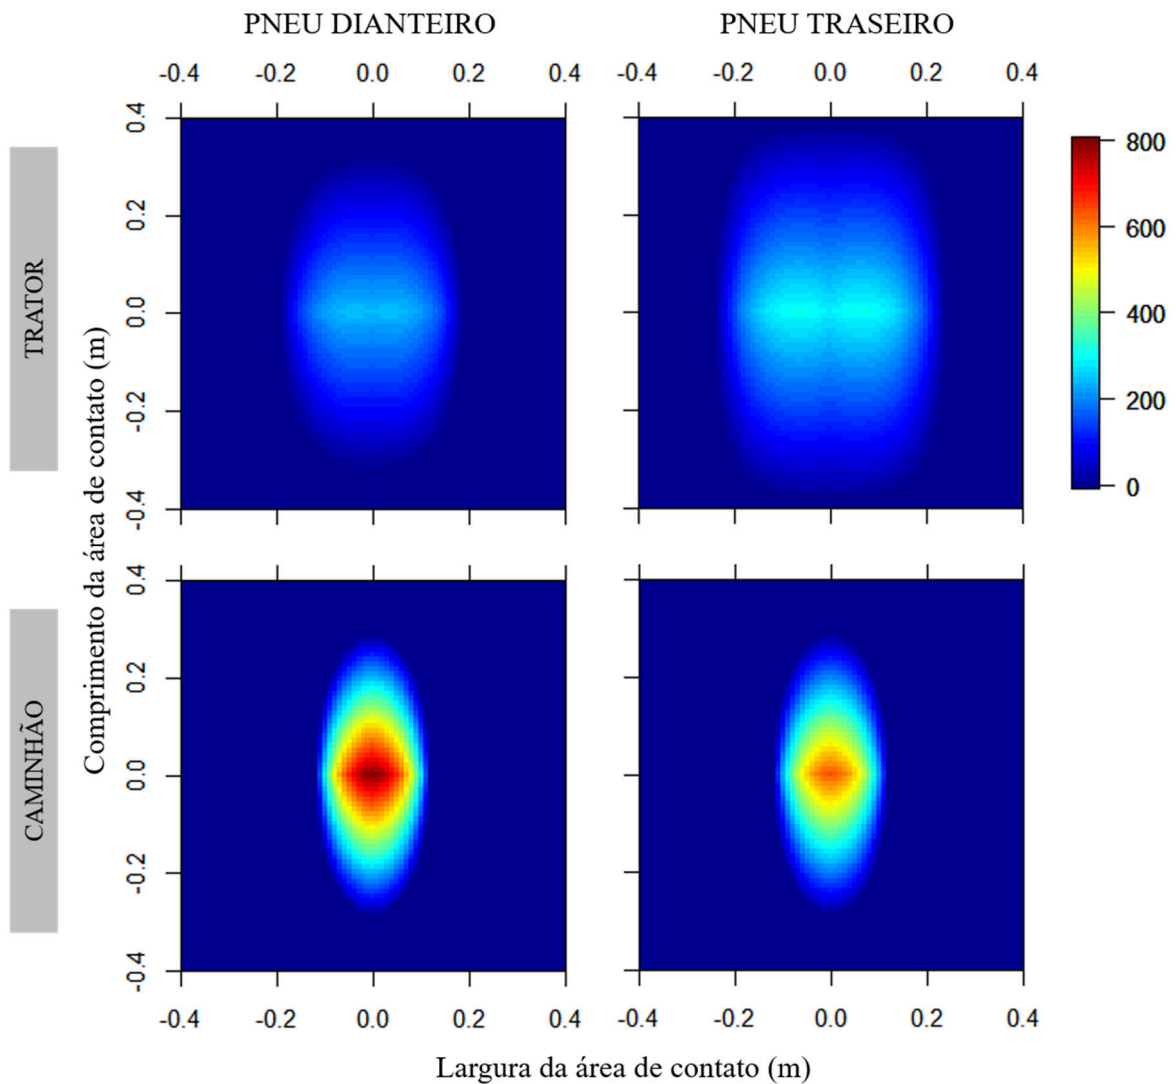 PNEU DIANTEIRO
PNEU TRASEIRO
-0.4 -0.2 0.0 0.2 0.4
-0.4 -0.2 0.0 0.2 0.4
0.4
0.2
0.0
-0.2
-0.4
800
600
400
200
0
TRATOR
Comprimento da área de contato (m)
CAMINHÃO
0.4
0.2
0.0
-0.2
-0.4
-0.4 -0.2 0.0 0.2 0.4
-0.4 -0.2 0.0 0.2 0.4
Largura da área de contato (m)